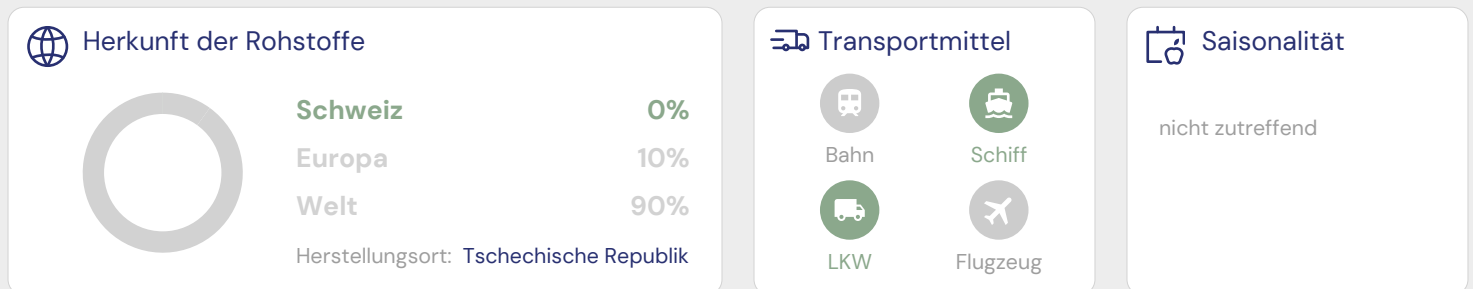 Herkunft der Rohstoffe
Schweiz 0%
Europa 10%
Welt 90%
Herstellungsort: Tschechische Republik
Transportmittel
Bahn Schiff
LKW Flugzeug
Saisonalität
nicht zutreffend